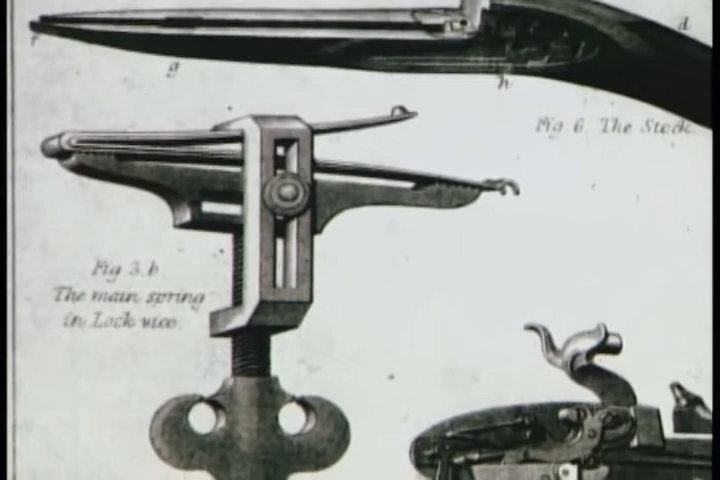 r
d
g
h
Fig 6. The Stock.
Fig 3.b
The main spring
in Lock vice.